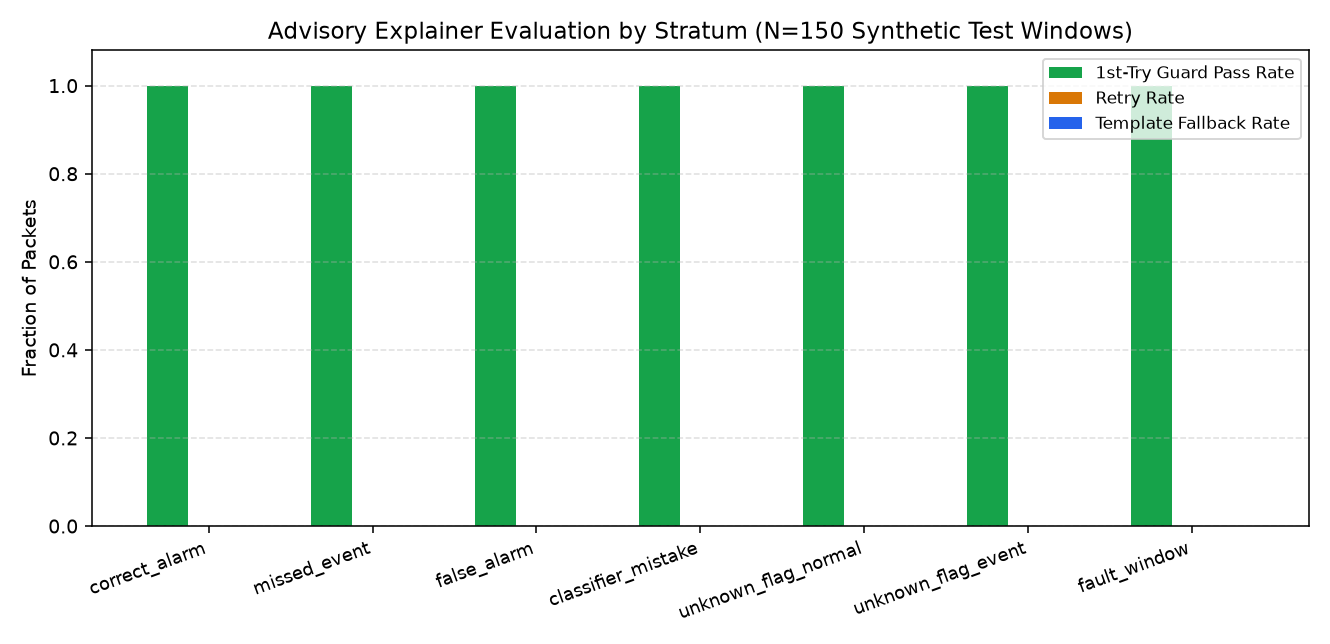 Advisory Explainer Evaluation by Stratum (N=150 Synthetic Test Windows)
1st-Try Guard Pass Rate
Retry Rate
Template Fallback Rate
Fraction of Packets
1.0
0.8
0.6
0.4
0.2
0.0
correct_alarm
missed_event
false_alarm
classifier_mistake
unknown_flag_normal
unknown_flag_event
fault_window